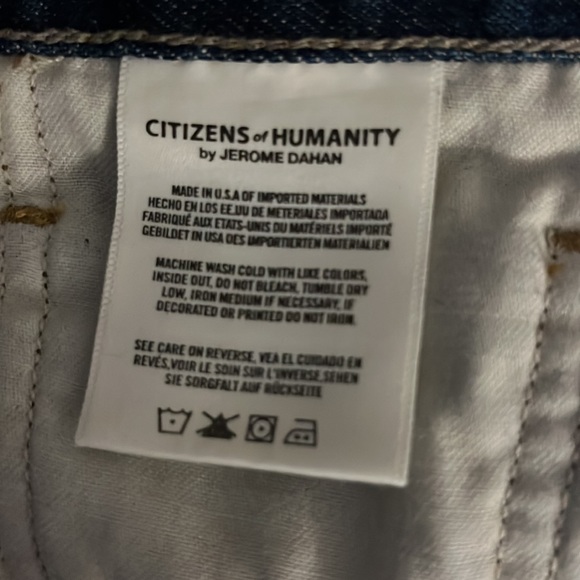 CITIZENS of HUMANITY
by JEROME DAHAN
MADE IN U.S.A OF IMPORTED MATERIALS
HECHO EN LOS EE.UU DE METERIALES IMPORTADA
FABRIQUÉ AUX ETATS-UNIS DU MATÉRIELS IMPORTÉ
GEBILDET IN USA DES IMPORTIERTEN MATERIALIEN
MACHINE WASH COLD WITH LIKE COLORS,
INSIDE OUT, DO NOT BLEACH, TUMBLE DRY
LOW, IRON MEDIUM IF NECESSARY, IF
DECORATED OR PRINTED DO NOT IRON.
SEE CARE ON REVERSE, VEA EL CUIDADO EN
REVÉS, VOIR LE SOIN SUR L'INVERSE, SEHEN
SIE SORGFALT AUF RÜCKSEITE